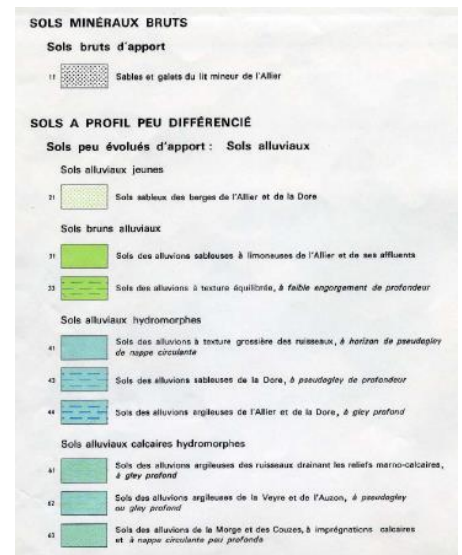 SOLS MINÉRAUX BRUTS
Sols bruts d'apport
11 Sables et galets du lit mineur de l'Allier
SOLS A PROFIL PEU DIFFÉRENCIÉ
Sols peu évolués d'apport : Sols alluviaux
Sols alluviaux jeunes
21 Sols sableux des berges de l'Allier et de la Dore
Sols bruns alluviaux
31 Sols des alluvions sableuses à limoneuses de l'Allier et de ses affluents
33 Sols des alluvions à texture équilibrée, à faible engorgement de profondeur
Sols alluviaux hydromorphes
41 Sols des alluvions à texture grossière des ruisseaux, à horizon de pseudogley
de nappe circulante
43 Sols des alluvions sableuses de la Dore, à pseudogley de profondeur
44 Sols des alluvions argileuses de l'Allier et de la Dore, à gley profond
Sols alluviaux calcaires hydromorphes
61 Sols des alluvions argileuses des ruisseaux drainant les reliefs marno-calcaires,
à gley profond
62 Sols des alluvions argileuses de la Veyre et de l'Auzon, à pseudogley
ou gley profond
63 Sols des alluvions de la Morge et des Couzes, à imprégnations calcaires
et à nappe circulante peu profonde